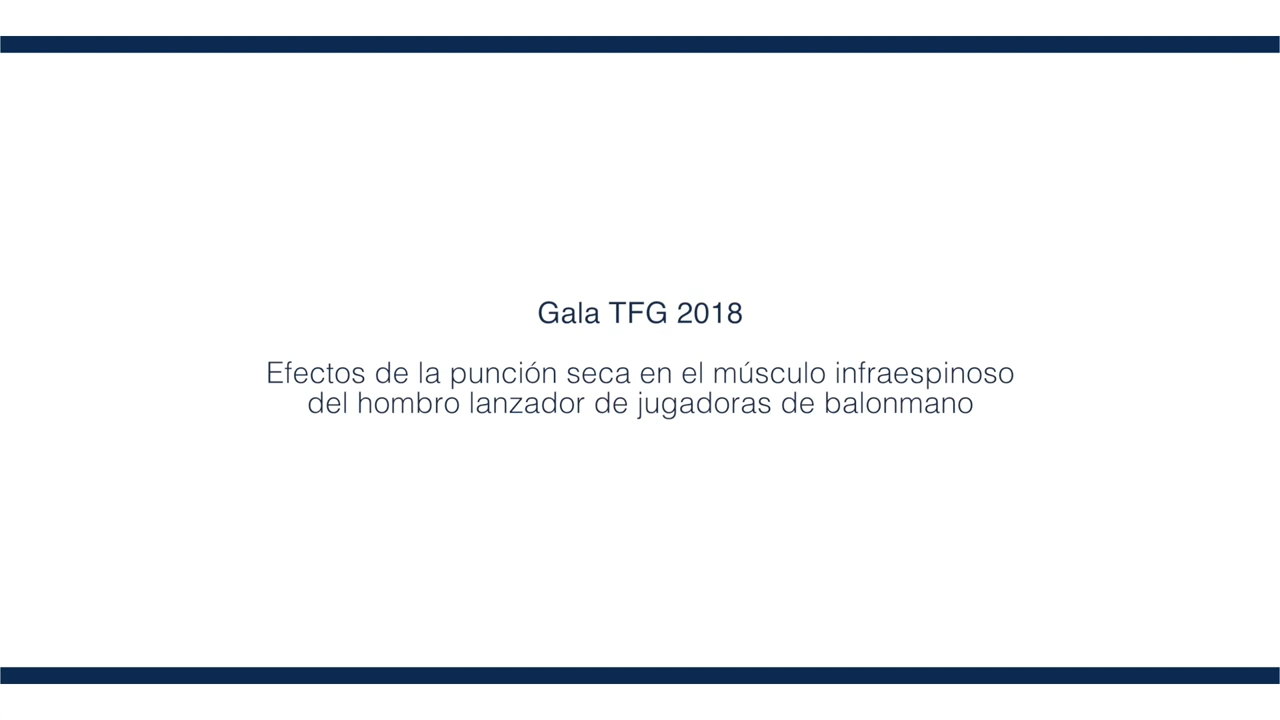 Gala TFG 2018
Efectos de la punción seca en el músculo infraespinoso
del hombro lanzador de jugadoras de balonmano